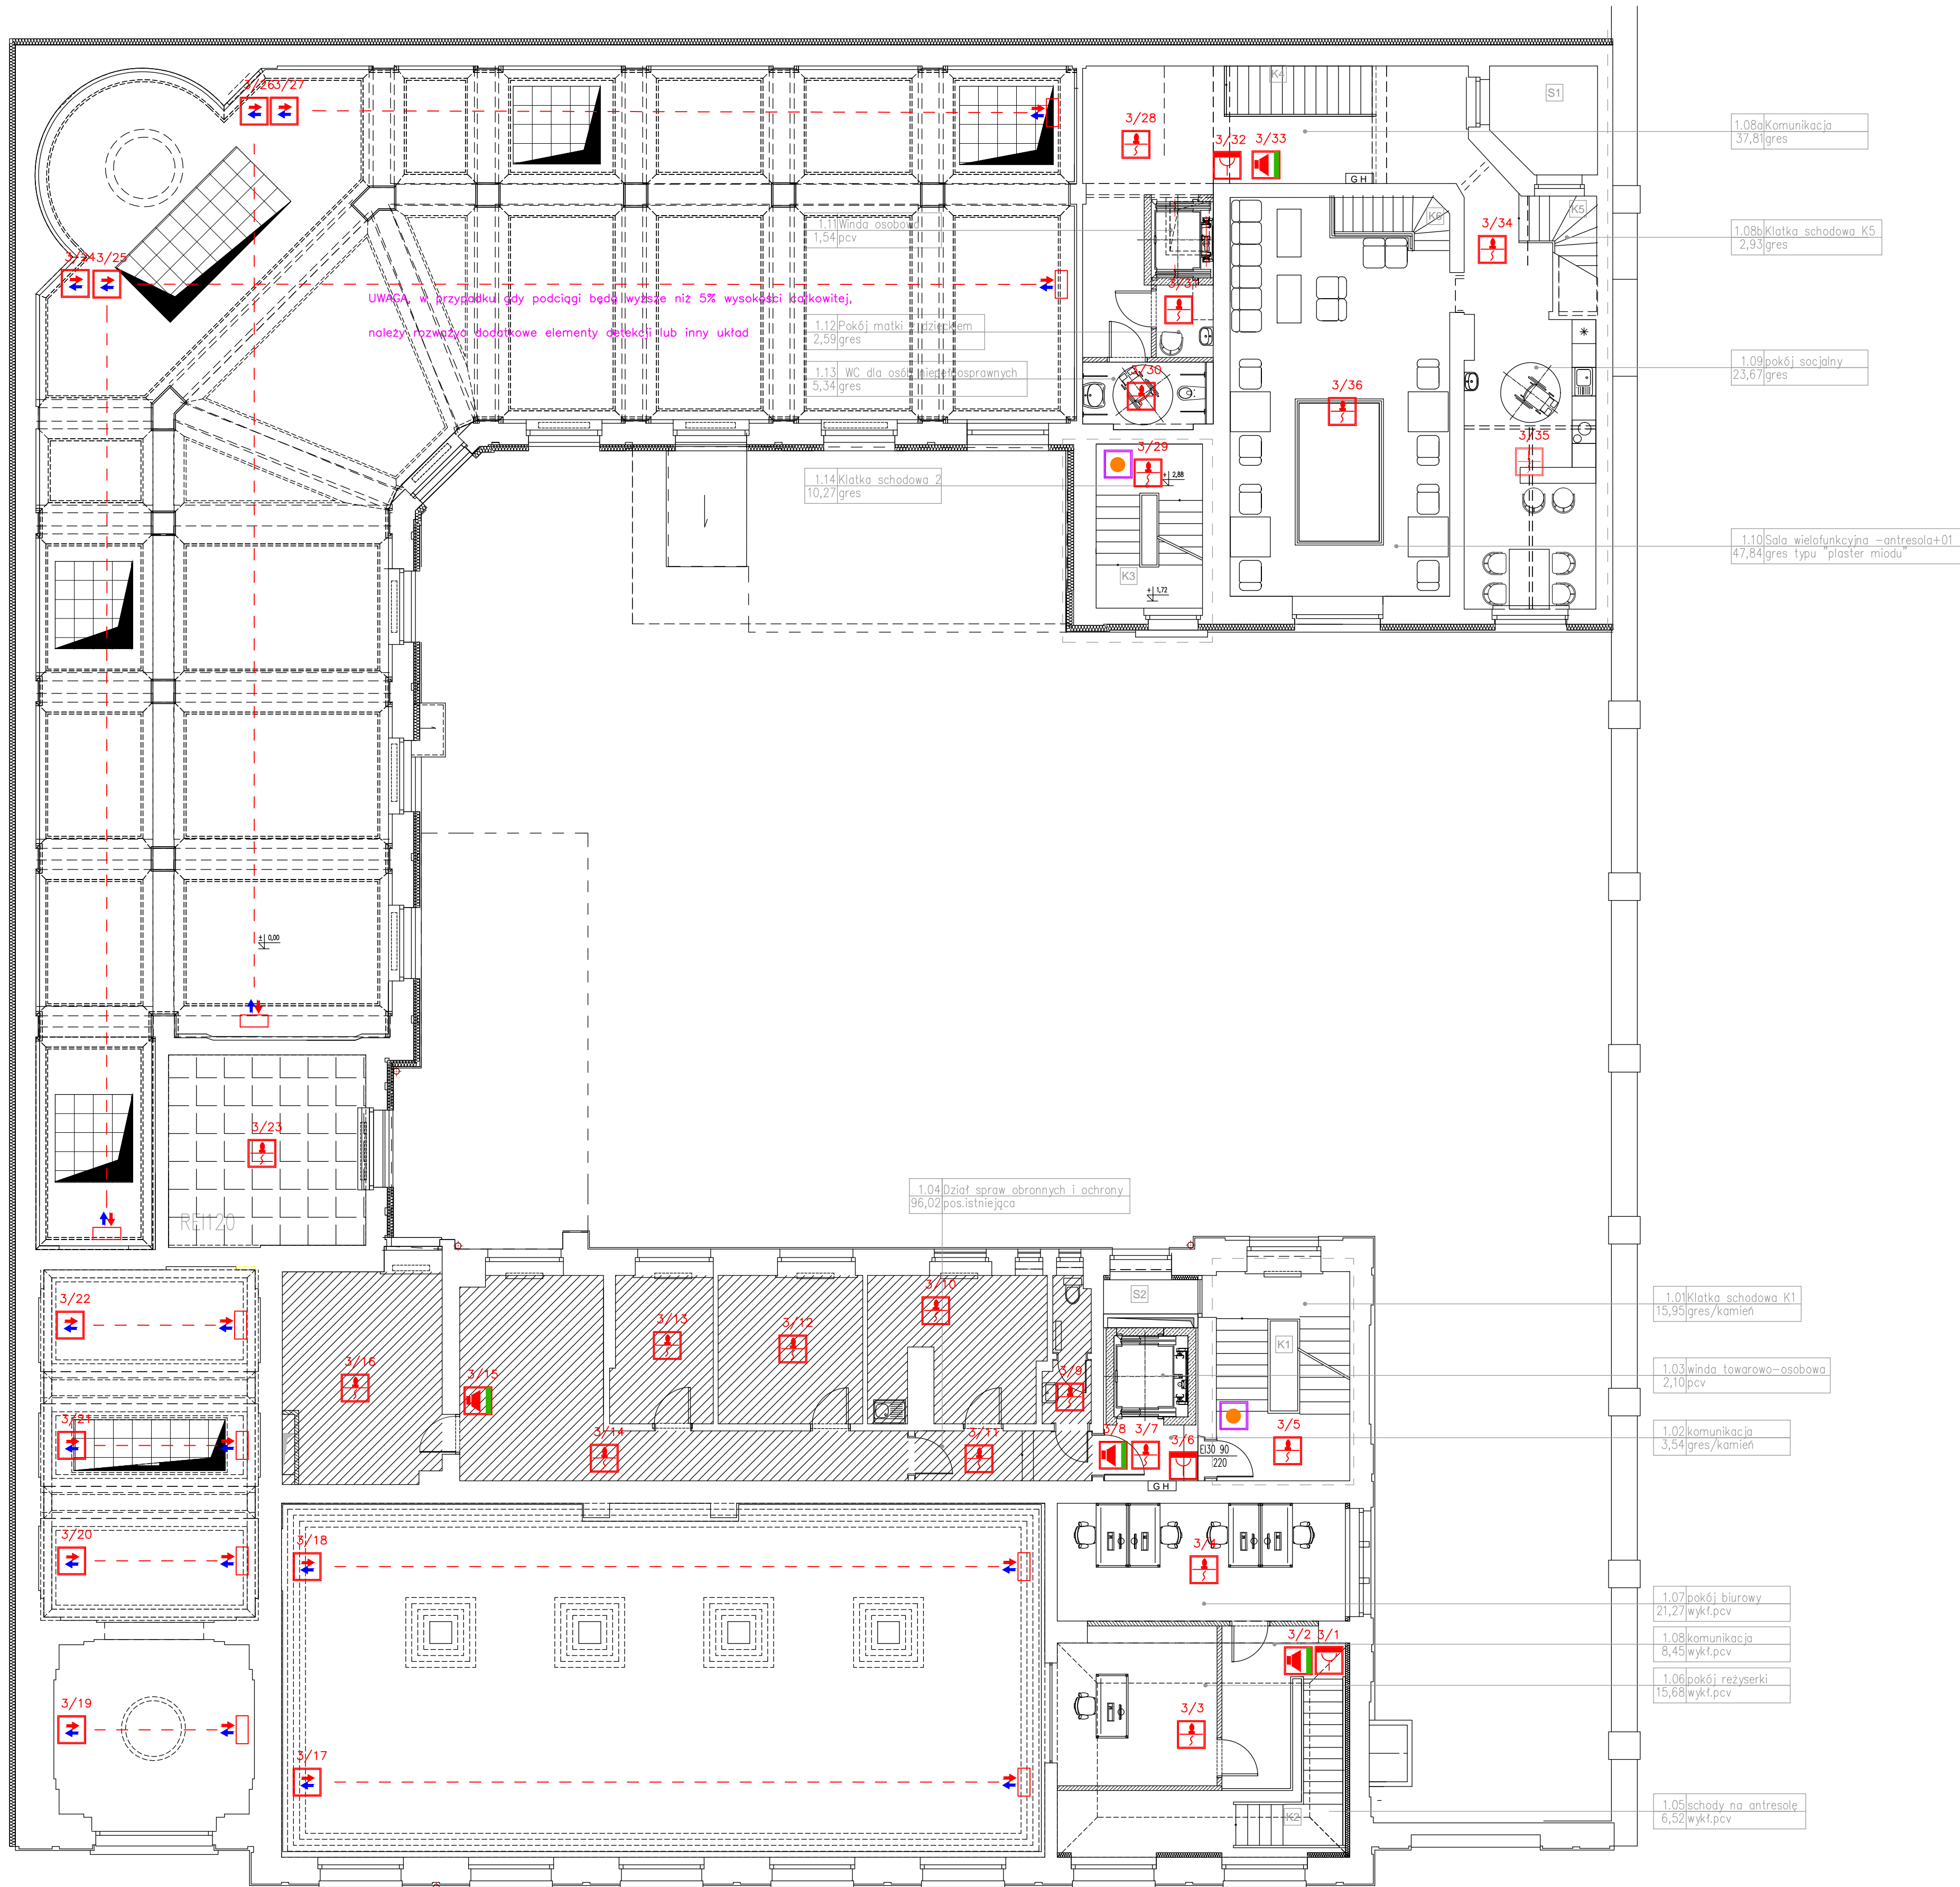 3/26 3/27
K4
S1
3/28
3/32
3/33
1.08a Komunikacja
37,81 gres
GH
1.11 Winda osobowa
1,54 pcv
K6
K5
3/34
1.08b Klatka schodowa K5
2,93 gres
3/24 3/25
UWAGA, w przypadku gdy podciągi będą wyższe niż 5% wysokości całkowitej,
3/31
1.12 Pokój matki z dzieckiem
2,59 gres
należy rozważyć dodatkowe elementy detekcji lub inny układ
1.13 WC dla osób niepełnosprawnych
5,34 gres
3/30
3/36
1.09 pokój socjalny
23,67 gres
3/35
3/29
+ 2,88
1.14 Klatka schodowa 2
10,27 gres
1.10 Sala wielofunkcyjna -antresola+01
47,84 gres typu "plaster miodu"
K3
+ 1,72
± 0,00
3/23
REI120
1.04 Dział spraw obronnych i ochrony
96,02 pos.istniejąca
3/22
3/10
S2
1.01 Klatka schodowa K1
15,95 gres/kamień
3/13
3/12
K1
3/16
3/15
3/9
1.03 winda towarowo-osobowa
2,10 pcv
3/21
3/14
3/11
3/8
3/7
3/6
3/5
1.02 komunikacja
3,54 gres/kamień
EI30 90
220
GH
3/20
3/18
3/4
1.07 pokój biurowy
21,27 wykł.pcv
3/2 3/1
1.08 komunikacja
8,45 wykł.pcv
1.06 pokój reżyserki
15,68 wykł.pcv
3/19
3/3
3/17
K2
1.05 schody na antresolę
6,52 wykł.pcv